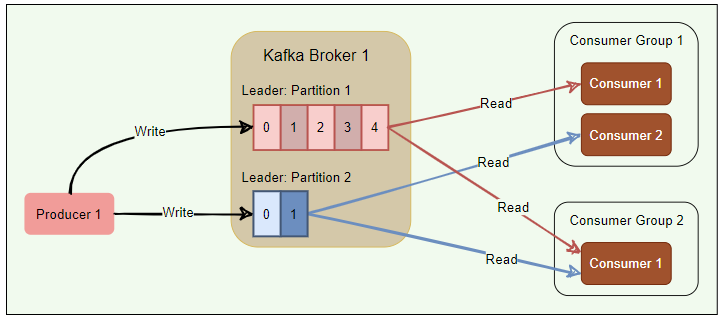 Kafka Broker 1
Leader: Partition 1
0 1 2 3 4
Leader: Partition 2
0 1
Producer 1
Write
Write
Read
Read
Read
Read
Consumer Group 1
Consumer 1
Consumer 2
Consumer Group 2
Consumer 1